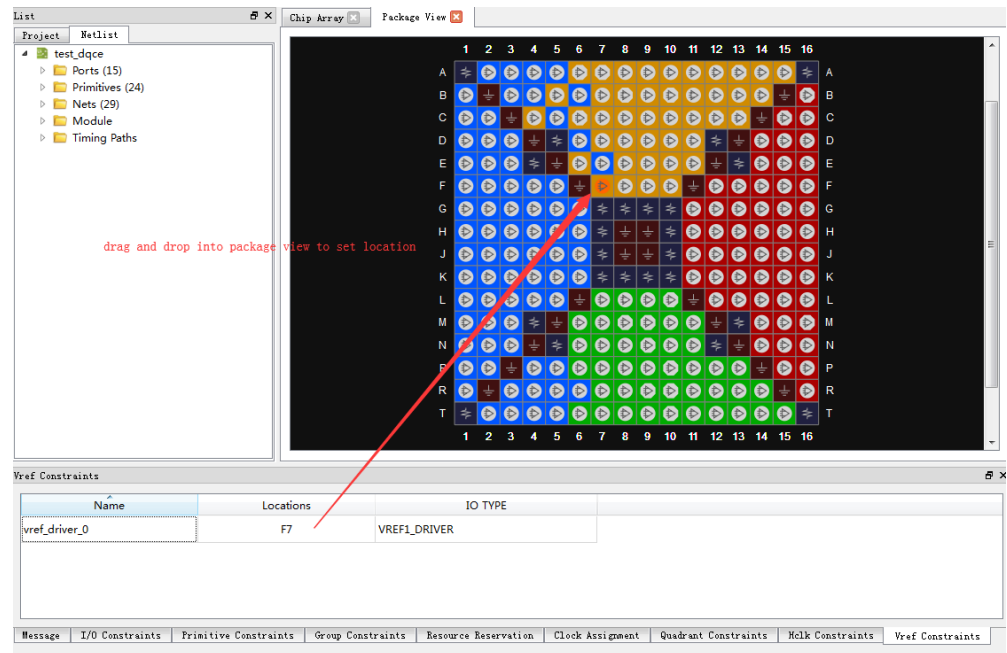 List
Chip Array
Package View
Project
Netlist
test_dqce
Ports (15)
Primitives (24)
Nets (29)
Module
Timing Paths
1 2 3 4 5 6 7 8 9 10 11 12 13 14 15 16
A A
B B
C C
D D
E E
F F
G G
H H
J J
K K
L L
M M
N N
P P
R R
T T
1 2 3 4 5 6 7 8 9 10 11 12 13 14 15 16
drag and drop into package view to set location
Vref Constraints
Name Locations IO TYPE
vref_driver_0 F7 VREF1_DRIVER
Message I/O Constraints Primitive Constraints Group Constraints Resource Reservation Clock Assignment Quadrant Constraints Hclk Constraints Vref Constraints